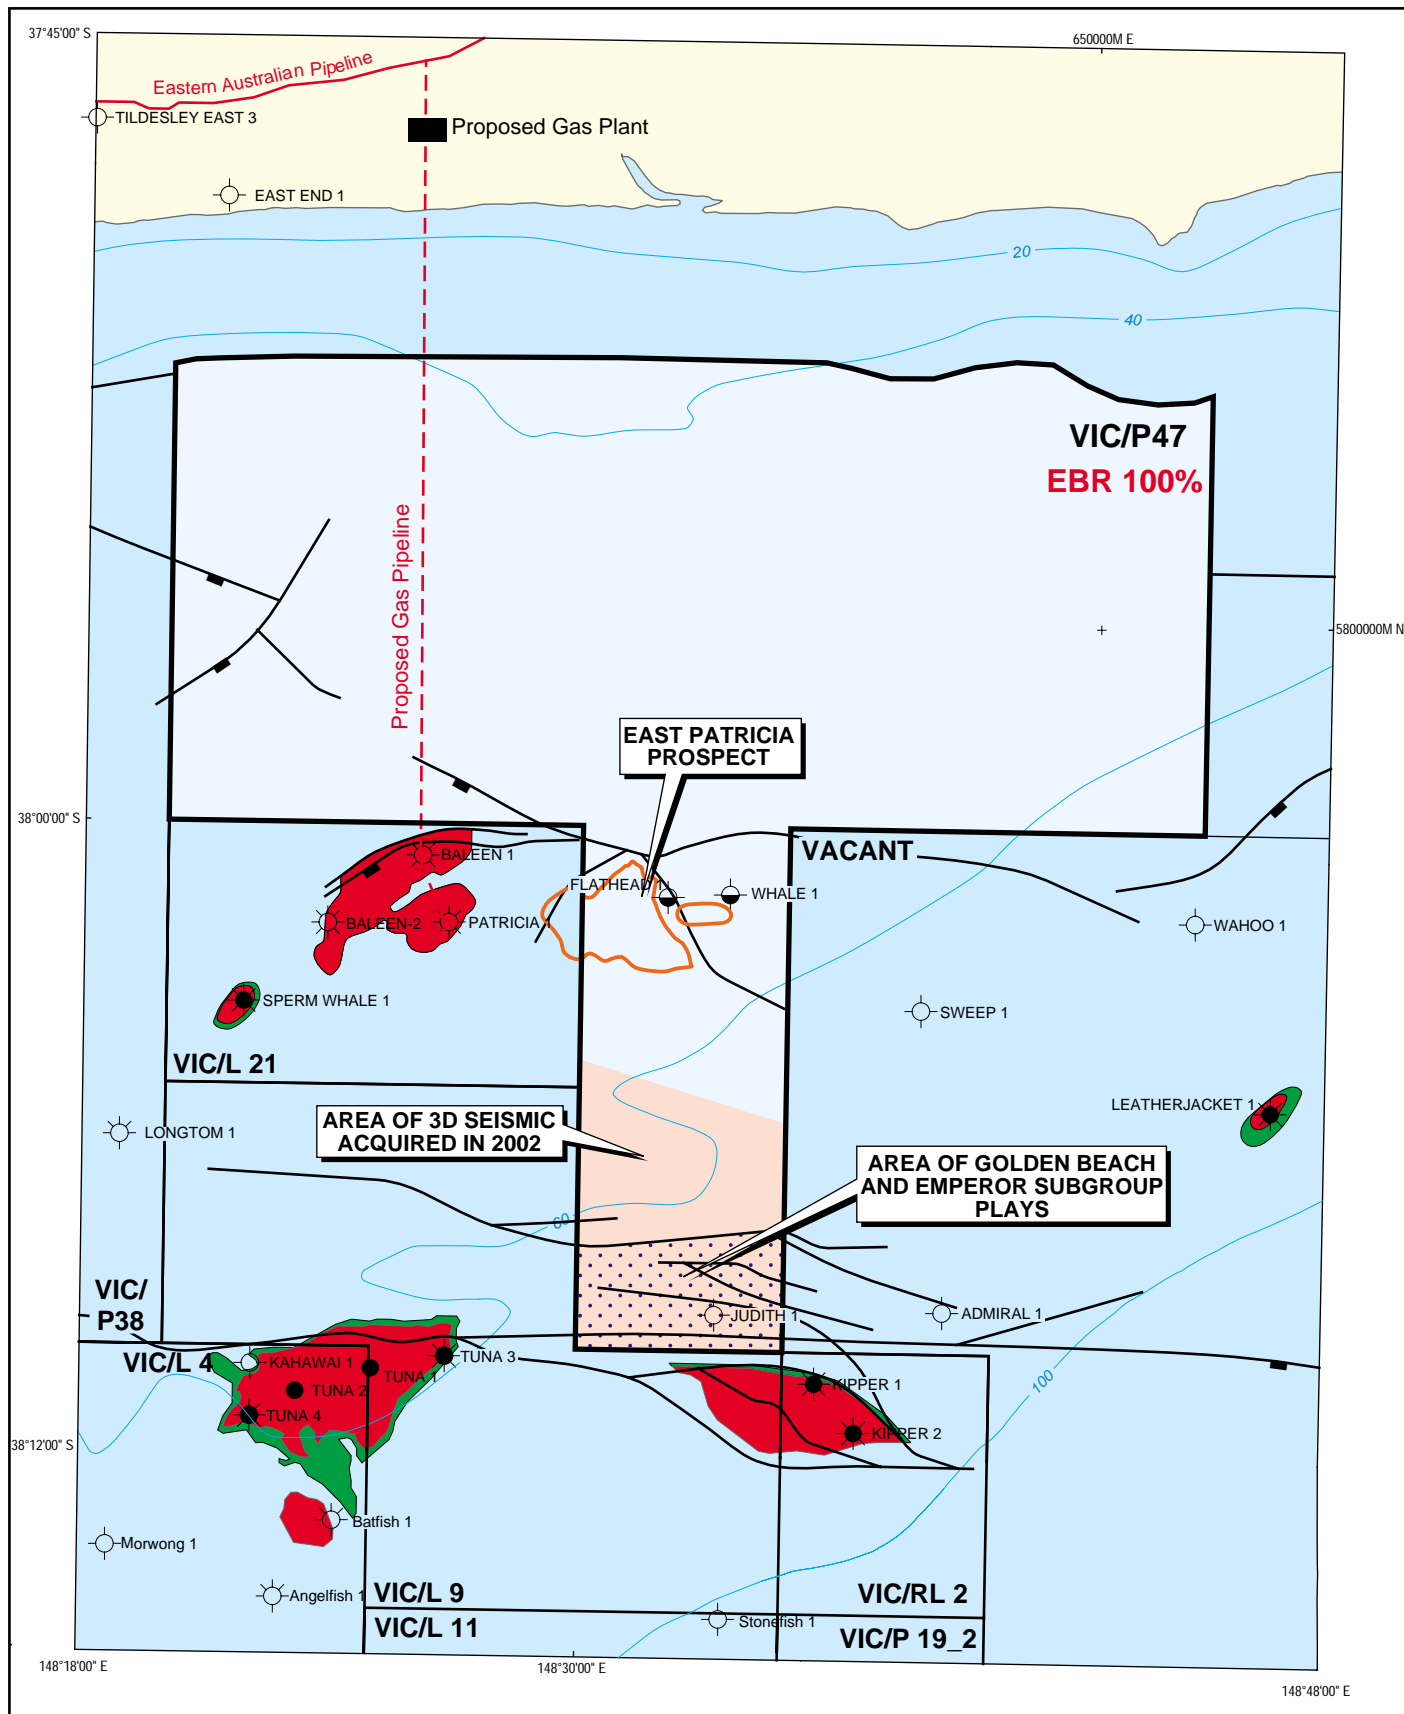 37°45'00" S
650000M E
Eastern Australian Pipeline
TILDESLEY EAST 3
Proposed Gas Plant
EAST END 1
20
40
VIC/P47
EBR 100%
Proposed Gas Pipeline
5800000M N
EAST PATRICIA
PROSPECT
38°00'00" S
VACANT
BALEEN 1
FLATHEAD 1
WHALE 1
BALEEN-2
PATRICIA 1
WAHOO 1
SPERM WHALE 1
SWEEP 1
VIC/L 21
LEATHERJACKET 1
AREA OF 3D SEISMIC
ACQUIRED IN 2002
LONGTOM 1
AREA OF GOLDEN BEACH
AND EMPEROR SUBGROUP
PLAYS
60
VIC/
P38
JUDITH 1
ADMIRAL 1
VIC/L 4
KAHAWAI 1
TUNA 3
TUNA 1
TUNA 2
KIPPER 1
100
TUNA 4
KIPPER 2
38°12'00" S
Batfish 1
Morwong 1
Angelfish 1
VIC/L 9
VIC/RL 2
VIC/L 11
Stonefish 1
VIC/P 19_2
148°18'00" E
148°30'00" E
148°48'00" E